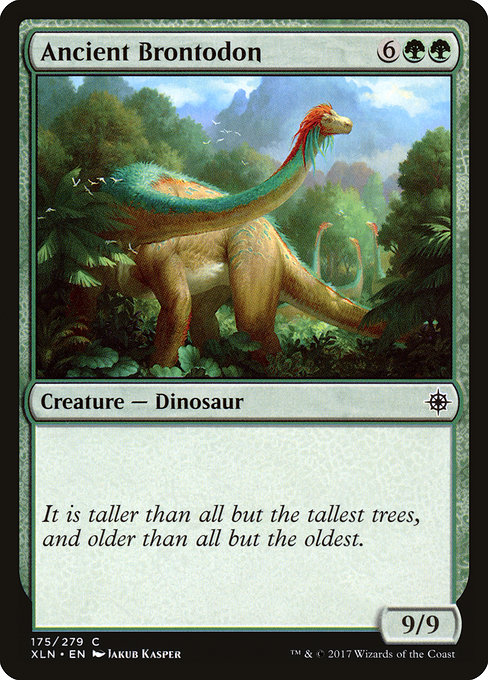 Ancient Brontodon 6
Creature — Dinosaur
It is taller than all but the tallest trees,
and older than all but the oldest.
9/9
175/279 C
XLN • EN Jakub Kasper
™ & © 2017 Wizards of the Coast